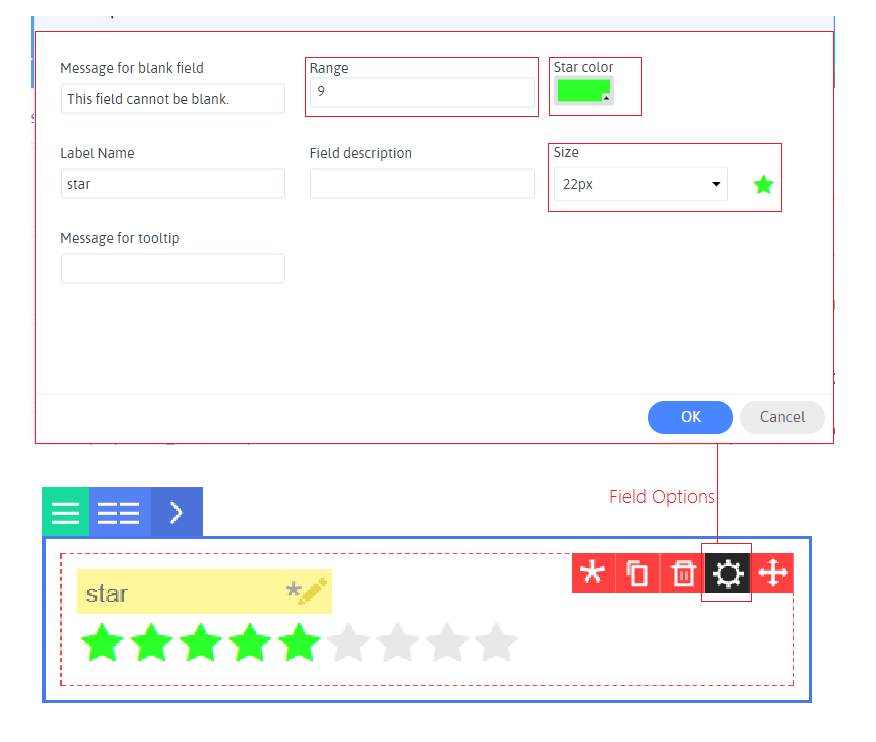 Message for blank field
Range
Star color
This field cannot be blank.
9
Label Name
Field description
Size
star
22px
Message for tooltip
OK
Cancel
Field Options
star
*